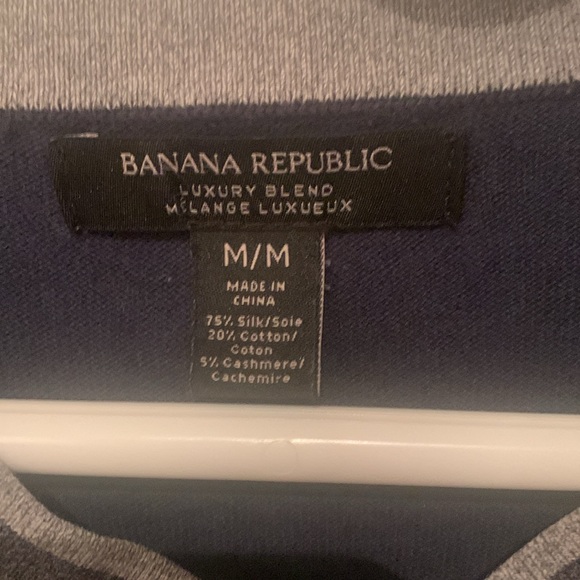 BANANA REPUBLIC
LUXURY BLEND
MÉLANGE LUXUEUX
M/M
MADE IN
CHINA
75% Silk/Soie
20% Cotton/
Coton
5% Cashmere/
Cachemire